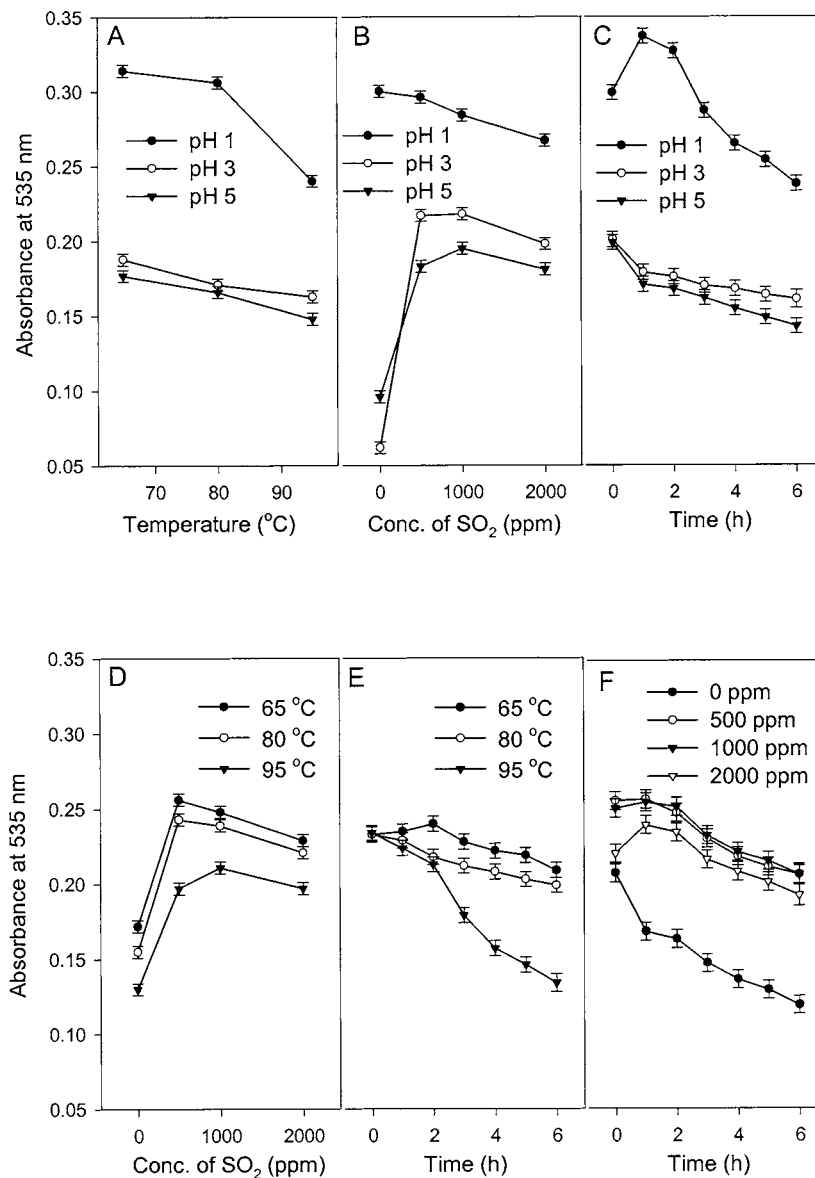 A
B
C
0.35
0.30
0.25
0.20
0.15
0.10
0.05
Absorbance at 535 nm
pH 1
pH 3
pH 5
pH 1
pH 3
pH 5
pH 1
pH 3
pH 5
70 80 90
0 1000 2000
0 2 4 6
Temperature (°C)
Conc. of SO₂ (ppm)
Time (h)
D
E
F
0.35
0.30
0.25
0.20
0.15
0.10
0.05
Absorbance at 535 nm
65 °C
80 °C
95 °C
65 °C
80 °C
95 °C
0 ppm
500 ppm
1000 ppm
2000 ppm
0 1000 2000
0 2 4 6
0 2 4 6
Conc. of SO₂ (ppm)
Time (h)
Time (h)